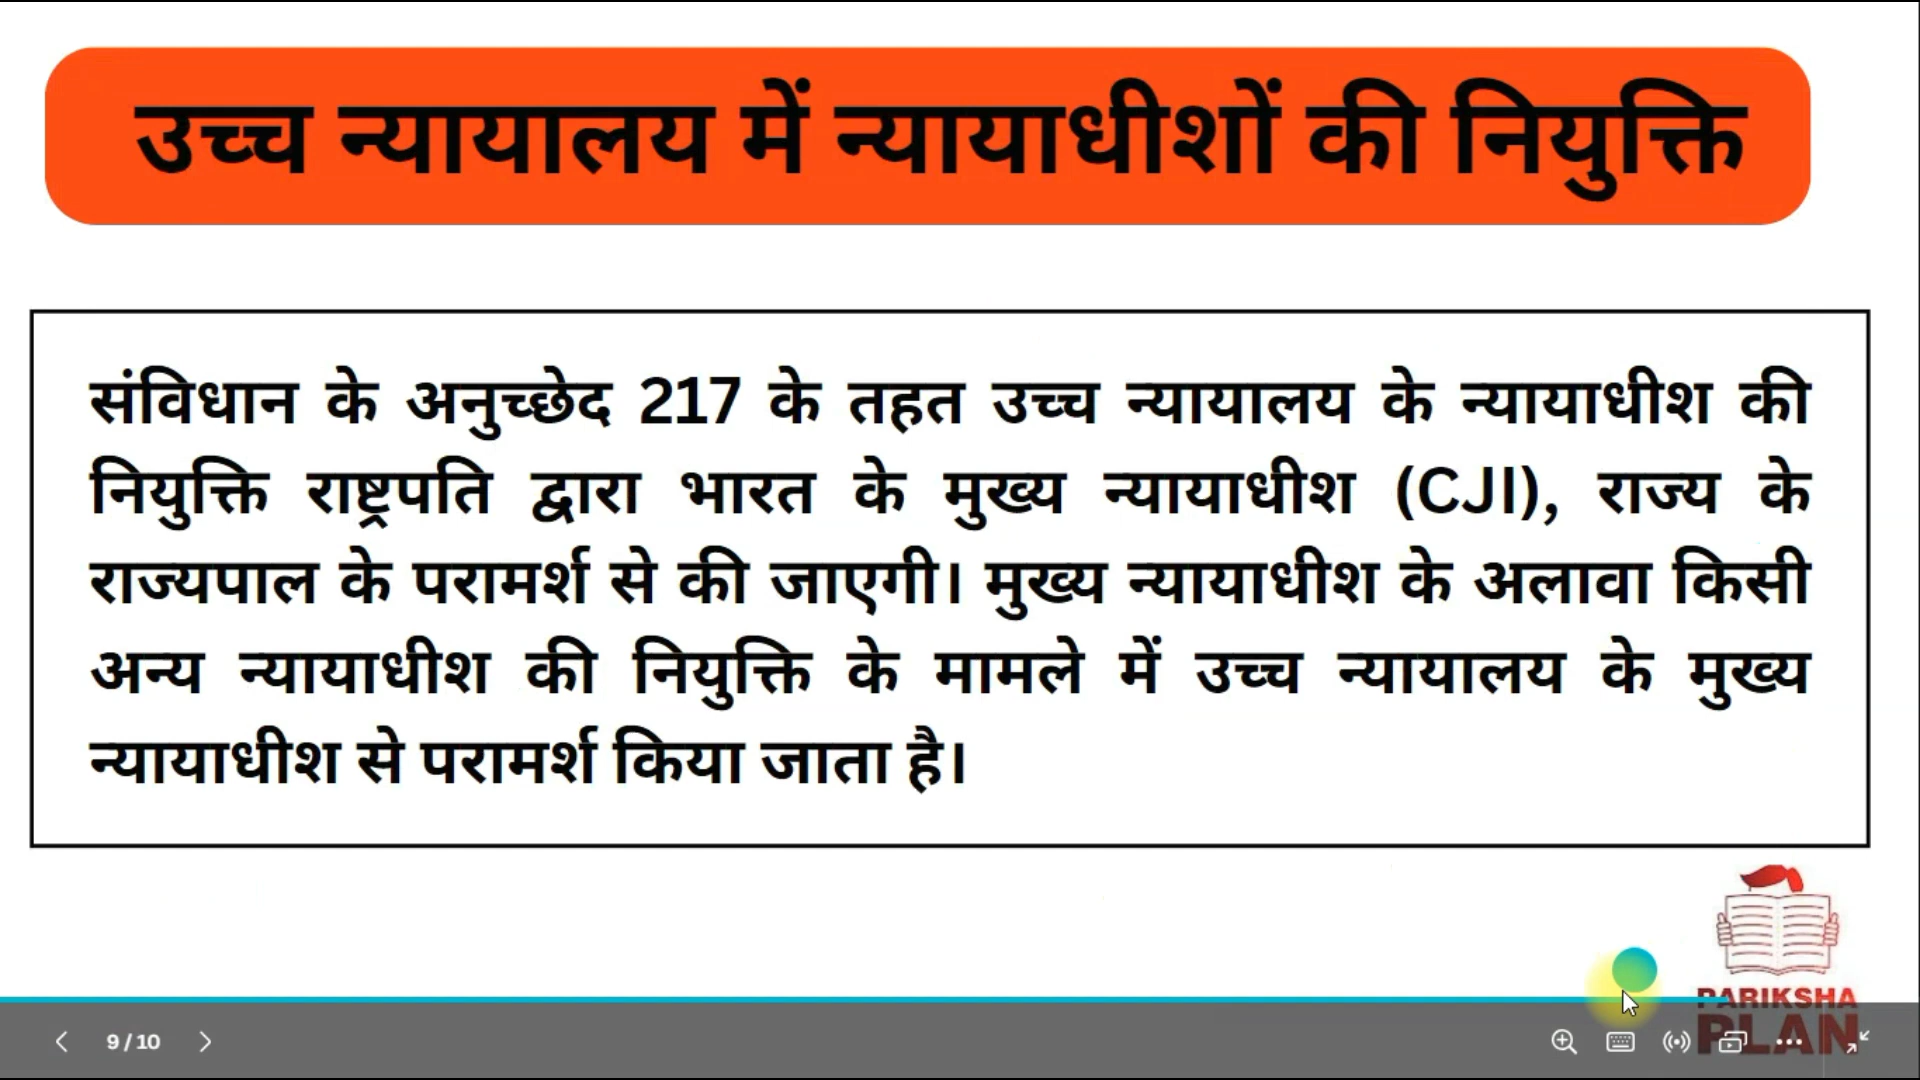 उच्च न्यायालय में न्यायाधीशों की नियुक्ति
संविधान के अनुच्छेद 217 के तहत उच्च न्यायालय के न्यायाधीश की
नियुक्ति राष्ट्रपति द्वारा भारत के मुख्य न्यायाधीश (CJI), राज्य के
राज्यपाल के परामर्श से की जाएगी। मुख्य न्यायाधीश के अलावा किसी
अन्य न्यायाधीश की नियुक्ति के मामले में उच्च न्यायालय के मुख्य
न्यायाधीश से परामर्श किया जाता है।
PARIKSHA
PLAN
9 / 10